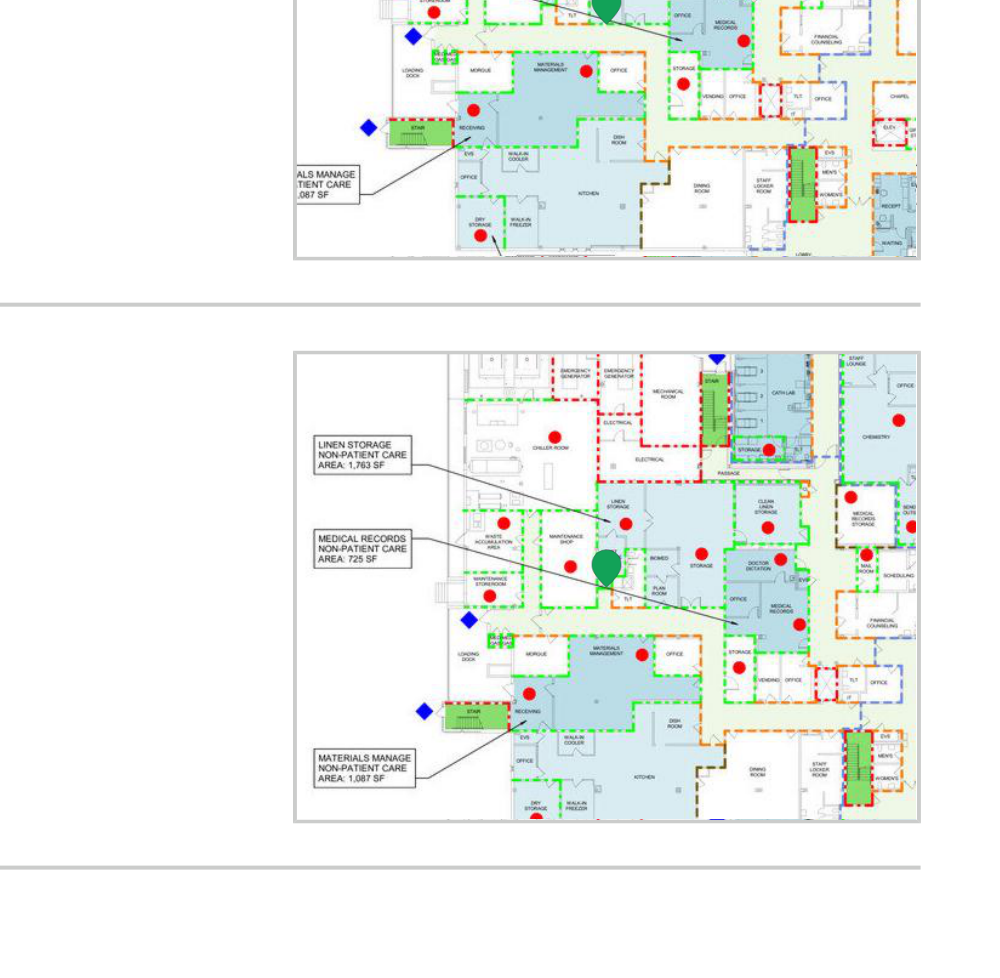 STOREROOM
TLT
OFFICE
MEDICAL
RECORDS
FINANCIAL
COUNSELING
LOADING
DOCK
MORGUE
MATERIALS
MANAGEMENT
OFFICE
STORAGE
VENDING
OFFICE
TLT
OFFICE
CHAPEL
STAIR
RECEIVING
DISH
ROOM
ELEV.
EVS
WALK-IN
COOLER
EVS
OFFICE
MEN'S
ALS MANAGE
TIENT CARE
,087 SF
KITCHEN
DINING
ROOM
STAFF
LOCKER
ROOM
WOMEN'S
RECEPT
DRY
STORAGE
WALK-IN
FREEZER
WAITING
LOBBY
EMERGENCY
GENERATOR
EMERGENCY
GENERATOR
MECHANICAL
ROOM
STAIR
3
2
1
CATH LAB
STAFF
LOUNGE
OFFICE
CHILLER ROOM
ELECTRICAL
ELECTRICAL
STORAGE
TLT
CHEMISTRY
PASSAGE
LINEN STORAGE
NON-PATIENT CARE
AREA: 1,763 SF
LINEN
STORAGE
CLEAN
LINEN
STORAGE
MEDICAL
RECORDS
STORAGE
MEDICAL RECORDS
NON-PATIENT CARE
AREA: 725 SF
WASTE
ACCUMULATION
AREA
MAINTENANCE
SHOP
BIOMED
STORAGE
DOCTOR
DICTATION
MAIL
ROOM
SCHEDULING
MAINTENANCE
STOREROOM
PLAN
ROOM
TLT
OFFICE
EVS
MEDICAL
RECORDS
FINANCIAL
COUNSELING
LOADING
DOCK
MORGUE
MATERIALS
MANAGEMENT
OFFICE
STORAGE
VENDING
OFFICE
TLT
OFFICE
STAIR
RECEIVING
DISH
ROOM
EVS
WALK-IN
COOLER
EVS
OFFICE
MEN'S
MATERIALS MANAGE
NON-PATIENT CARE
AREA: 1,087 SF
KITCHEN
DINING
ROOM
STAFF
LOCKER
ROOM
WOMEN'S
DRY
STORAGE
WALK-IN
FREEZER